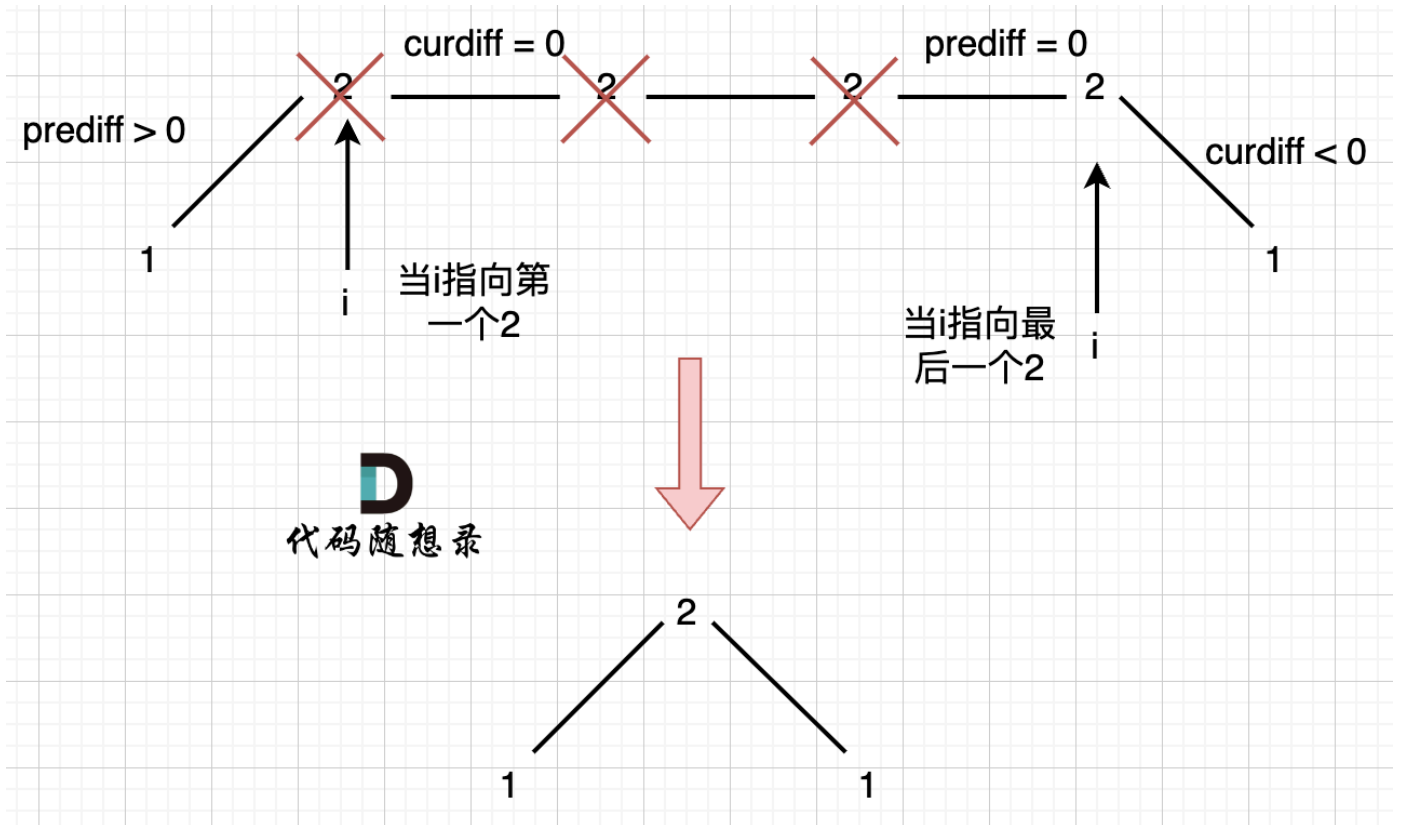 curdiff = 0
prediff = 0
2
2
2
2
prediff > 0
curdiff < 0
1
1
当i指向第
一个2
i
当i指向最
后一个2
i
代码随想录
2
1
1